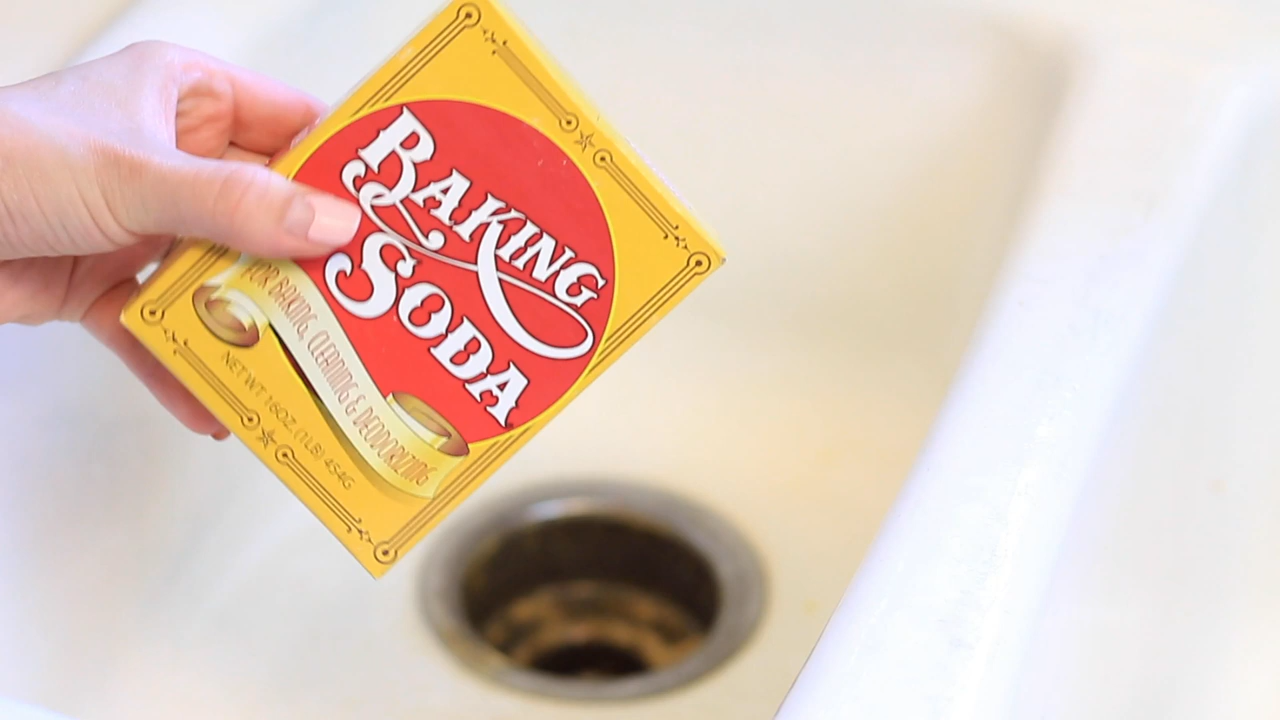 BAKING
SODA
FOR BAKING, CLEANING & DEODORIZING
NET WT 16OZ. (1LB) 454G